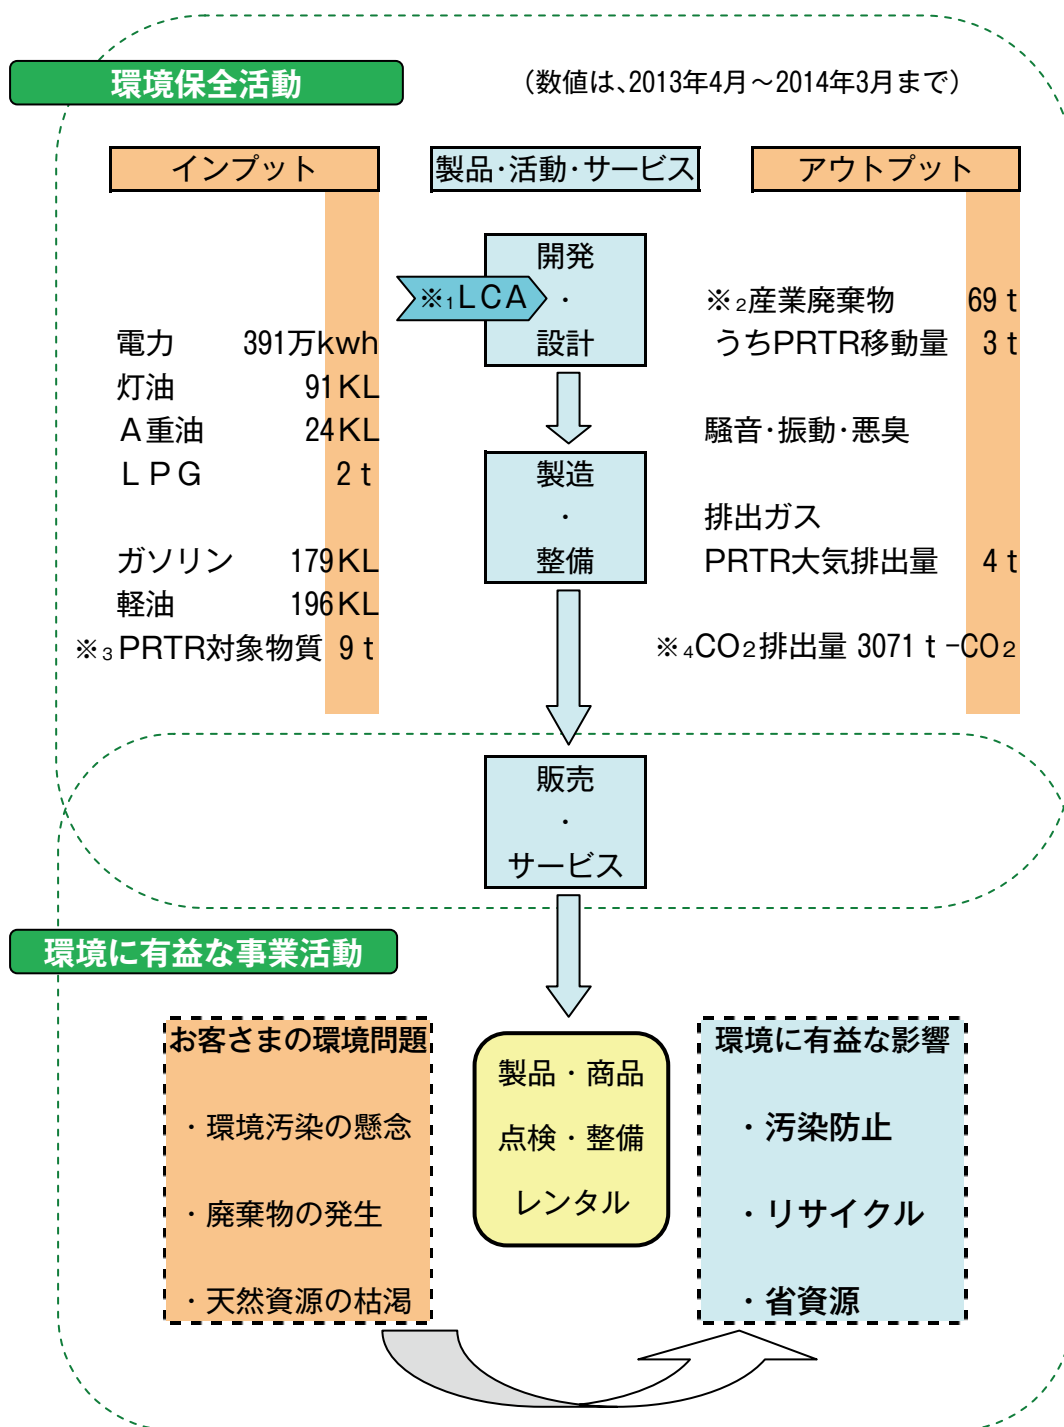 環境保全活動
（数値は、2013年4月～2014年3月まで）
インプット
製品・活動・サービス
アウトプット
開発
・
設計
※1LCA
電力 391万kwh
灯油 91KL
A重油 24KL
LPG 2t
ガソリン 179KL
軽油 196KL
※3PRTR対象物質 9t
製造
・
整備
※2産業廃棄物 69t
うちPRTR移動量 3t
騒音・振動・悪臭
排出ガス
PRTR大気排出量 4t
※4CO2排出量 3071t-CO2
販売
・
サービス
環境に有益な事業活動
お客さまの環境問題
・環境汚染の懸念
・廃棄物の発生
・天然資源の枯渇
製品・商品
点検・整備
レンタル
環境に有益な影響
・汚染防止
・リサイクル
・省資源